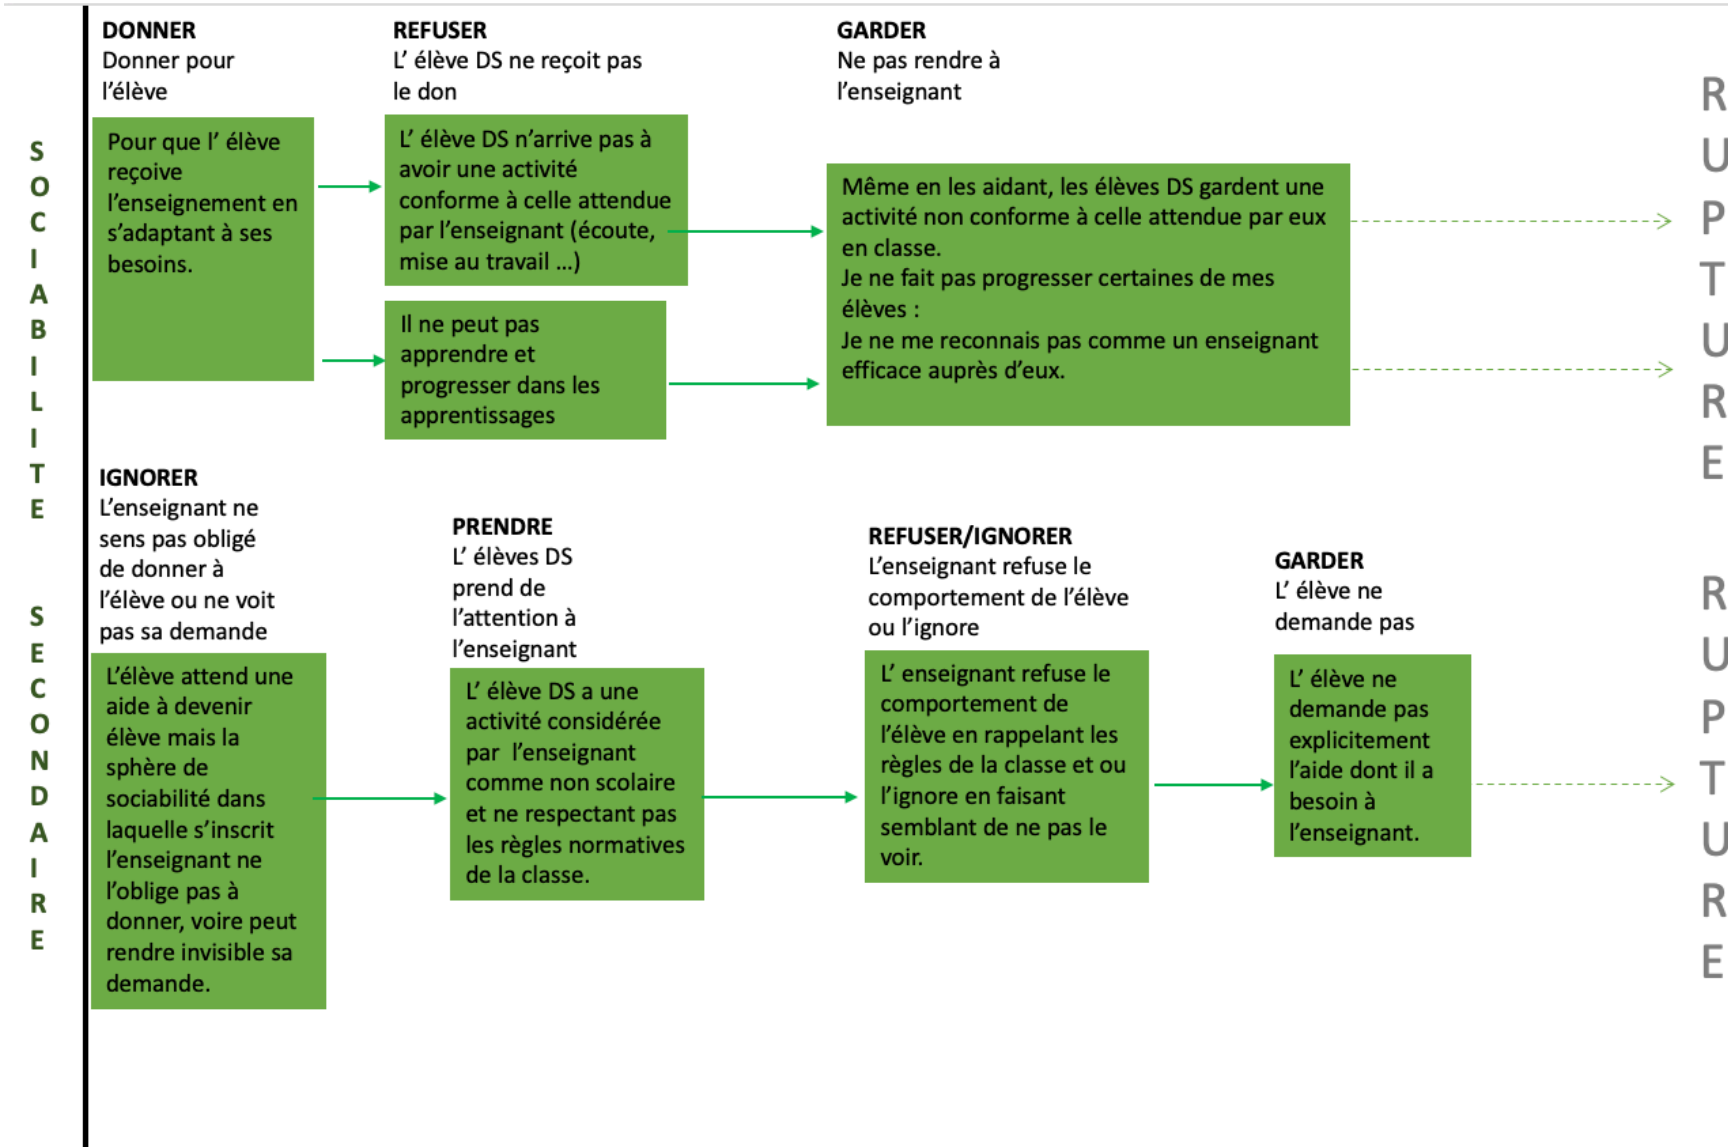 SOCIABILITE
SECONDAIRE
DONNER
Donner pour
l'élève
Pour que l' élève
reçoive
l'enseignement en
s'adaptant à ses
besoins.
REFUSER
L' élève DS ne reçoit pas
le don
L' élève DS n'arrive pas à
avoir une activité
conforme à celle attendue
par l'enseignant (écoute,
mise au travail ...)
Il ne peut pas
apprendre et
progresser dans les
apprentissages
GARDER
Ne pas rendre à
l'enseignant
Même en les aidant, les élèves DS gardent une
activité non conforme à celle attendue par eux
en classe.
Je ne fait pas progresser certaines de mes
élèves :
Je ne me reconnais pas comme un enseignant
efficace auprès d'eux.
RUPTURE
IGNORER
L'enseignant ne
sens pas obligé
de donner à
l'élève ou ne voit
pas sa demande
L'élève attend une
aide à devenir
élève mais la
sphère de
sociabilité dans
laquelle s'inscrit
l'enseignant ne
l'oblige pas à
donner, voire peut
rendre invisible sa
demande.
PRENDRE
L' élèves DS
prend de
l'attention à
l'enseignant
L' élève DS a une
activité considérée
par l'enseignant
comme non scolaire
et ne respectant pas
les règles normatives
de la classe.
REFUSER/IGNORER
L'enseignant refuse le
comportement de l'élève
ou l'ignore
L' enseignant refuse le
comportement de
l'élève en rappelant les
règles de la classe et ou
l'ignore en faisant
semblant de ne pas le
voir.
GARDER
L' élève ne
demande pas
L' élève ne
demande pas
explicitement
l'aide dont il a
besoin à
l'enseignant.
RUPTURE